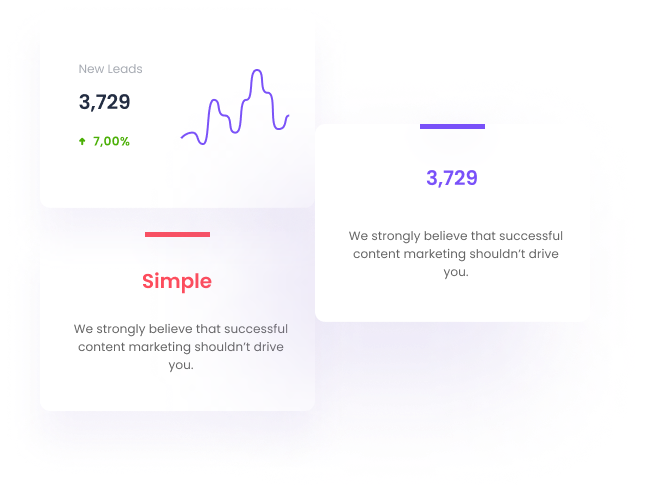 New Leads
3,729
7,00%
Simple
We strongly believe that successful
content marketing shouldn’t drive
you.
3,729
We strongly believe that successful
content marketing shouldn’t drive
you.